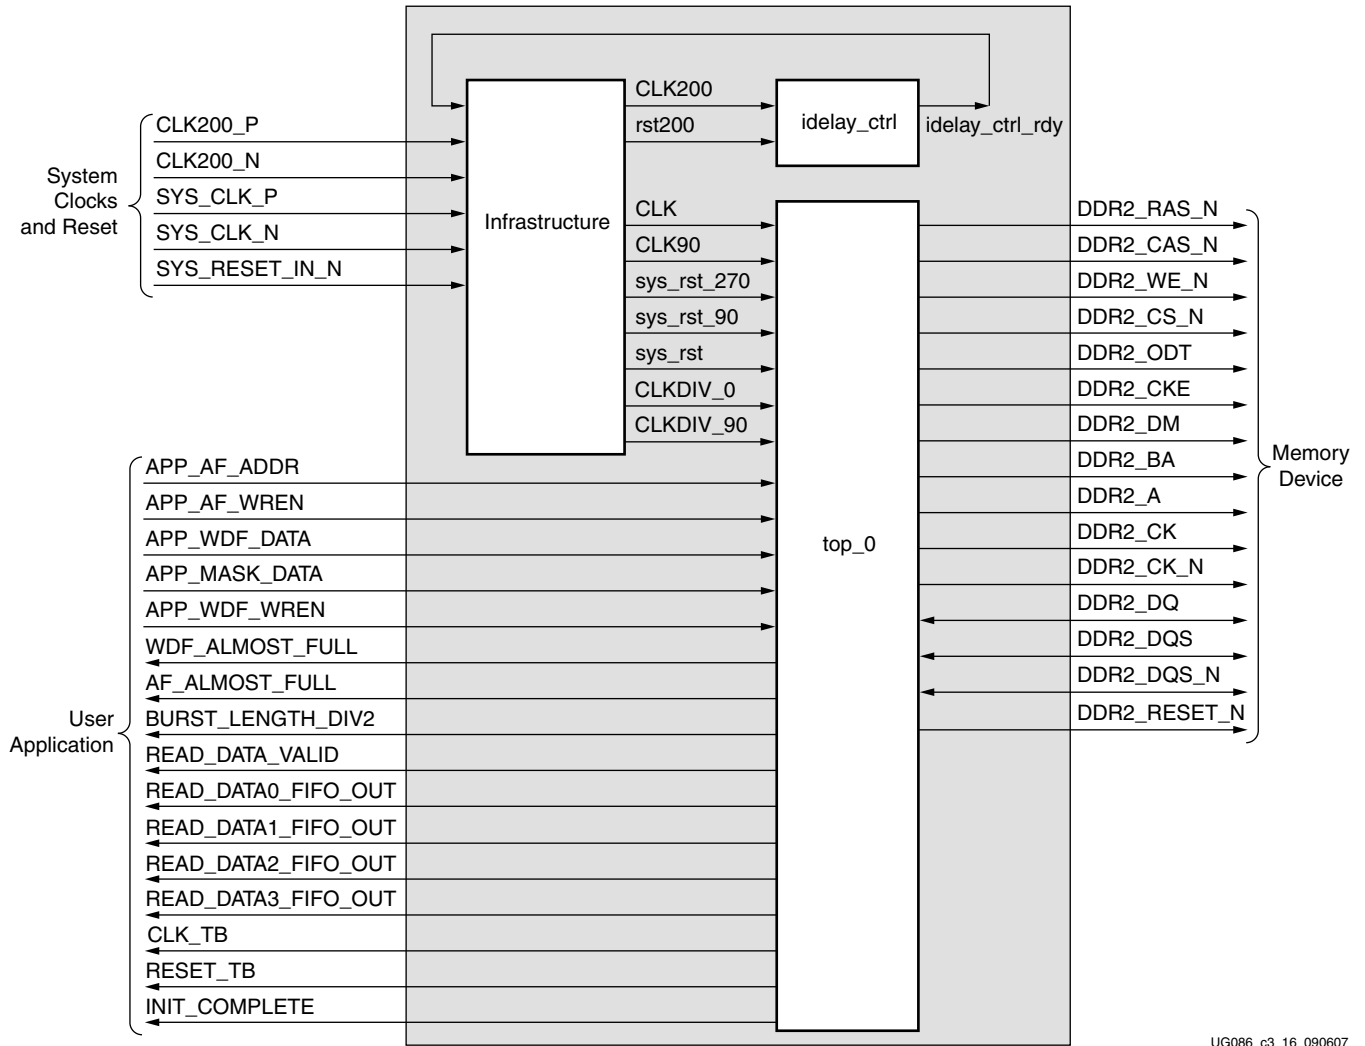 CLK200
rst200
idelay_ctrl
idelay_ctrl_rdy
System
Clocks
and Reset
CLK200_P
CLK200_N
SYS_CLK_P
SYS_CLK_N
SYS_RESET_IN_N
Infrastructure
CLK
CLK90
sys_rst_270
sys_rst_90
sys_rst
CLKDIV_0
CLKDIV_90
top_0
DDR2_RAS_N
DDR2_CAS_N
DDR2_WE_N
DDR2_CS_N
DDR2_ODT
DDR2_CKE
DDR2_DM
DDR2_BA
DDR2_A
DDR2_CK
DDR2_CK_N
DDR2_DQ
DDR2_DQS
DDR2_DQS_N
DDR2_RESET_N
Memory
Device
User
Application
APP_AF_ADDR
APP_AF_WREN
APP_WDF_DATA
APP_MASK_DATA
APP_WDF_WREN
WDF_ALMOST_FULL
AF_ALMOST_FULL
BURST_LENGTH_DIV2
READ_DATA_VALID
READ_DATA0_FIFO_OUT
READ_DATA1_FIFO_OUT
READ_DATA2_FIFO_OUT
READ_DATA3_FIFO_OUT
CLK_TB
RESET_TB
INIT_COMPLETE
UG086_c3_16_090607